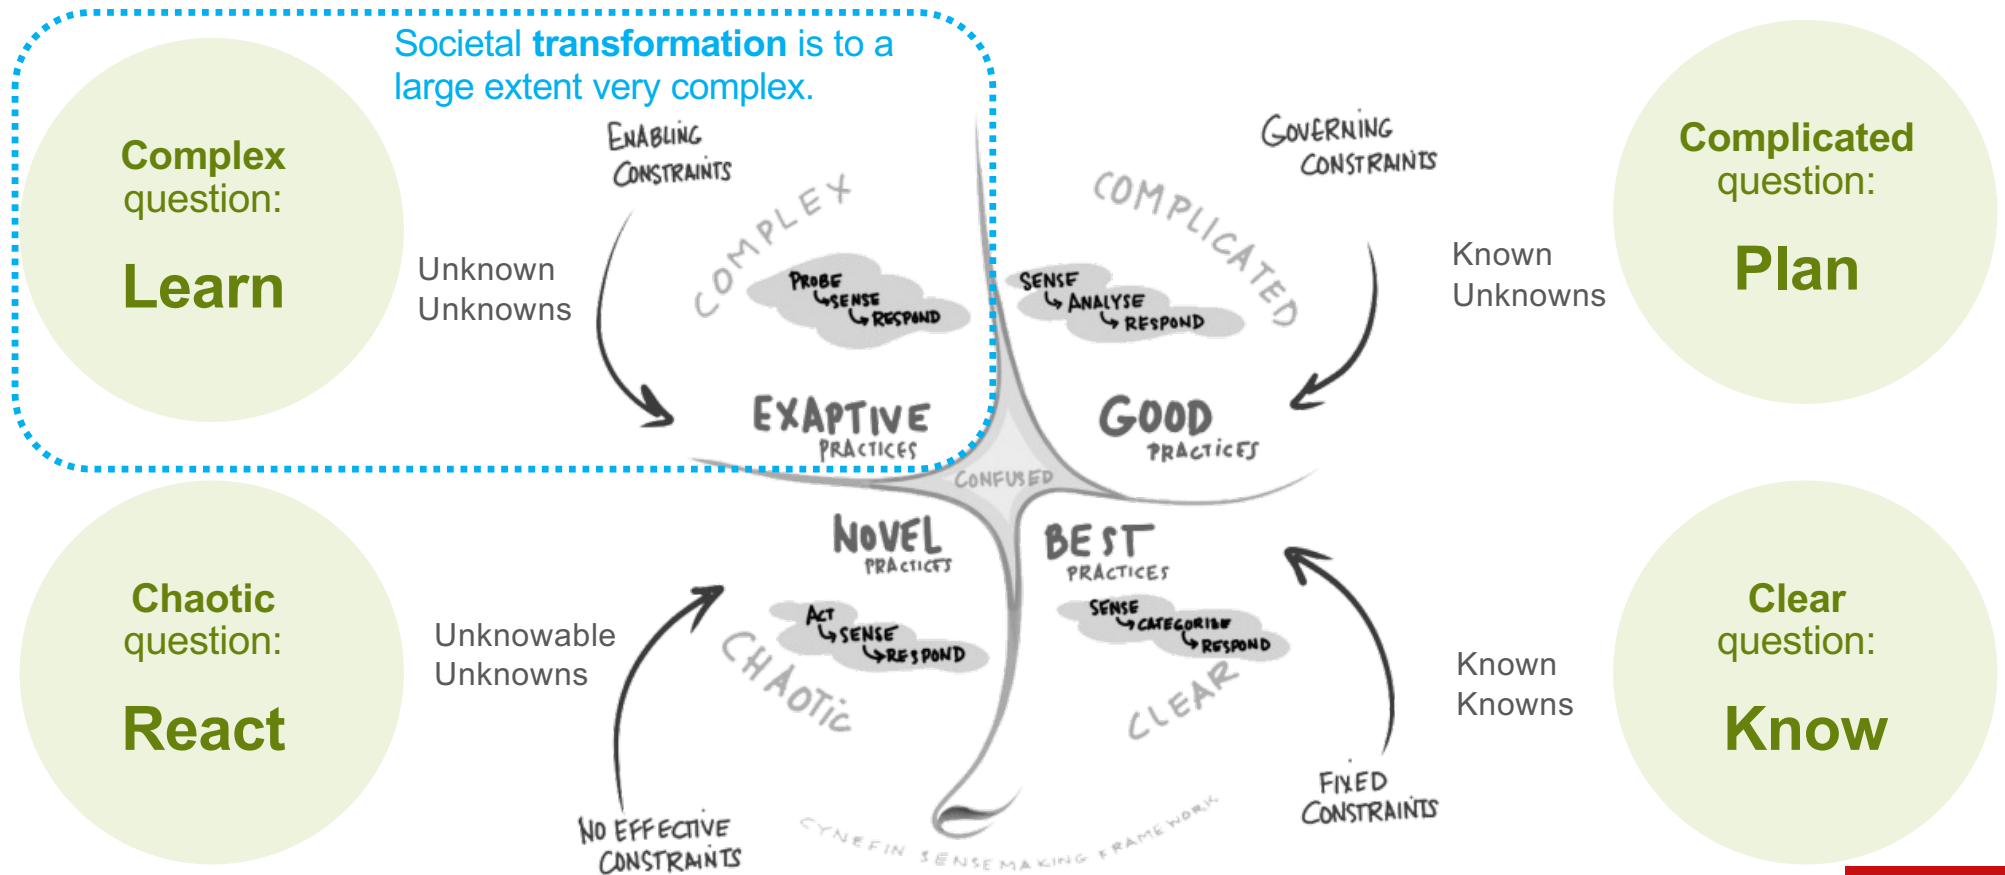 Societal transformation is to a
large extent very complex.
Complex
question:
Learn
Unknown
Unknowns
ENABLING
CONSTRAINTS
COMPLEX
PROBE
SENSE
RESPOND
EXAPTIVE
PRACTICES
GOVERNING
CONSTRAINTS
COMPLICATED
SENSE
ANALYSE
RESPOND
GOOD
PRACTICES
Known
Unknowns
Complicated
question:
Plan
CONFUSED
Chaotic
question:
React
Unknowable
Unknowns
NOVEL
PRACTICES
ACT
SENSE
RESPOND
CHAOTIC
NO EFFECTIVE
CONSTRAINTS
BEST
PRACTICES
SENSE
CATEGORISE
RESPOND
CLEAR
FIXED
CONSTRAINTS
Known
Knowns
Clear
question:
Know
CYNEFIN SENSEMAKING FRAMEWORK